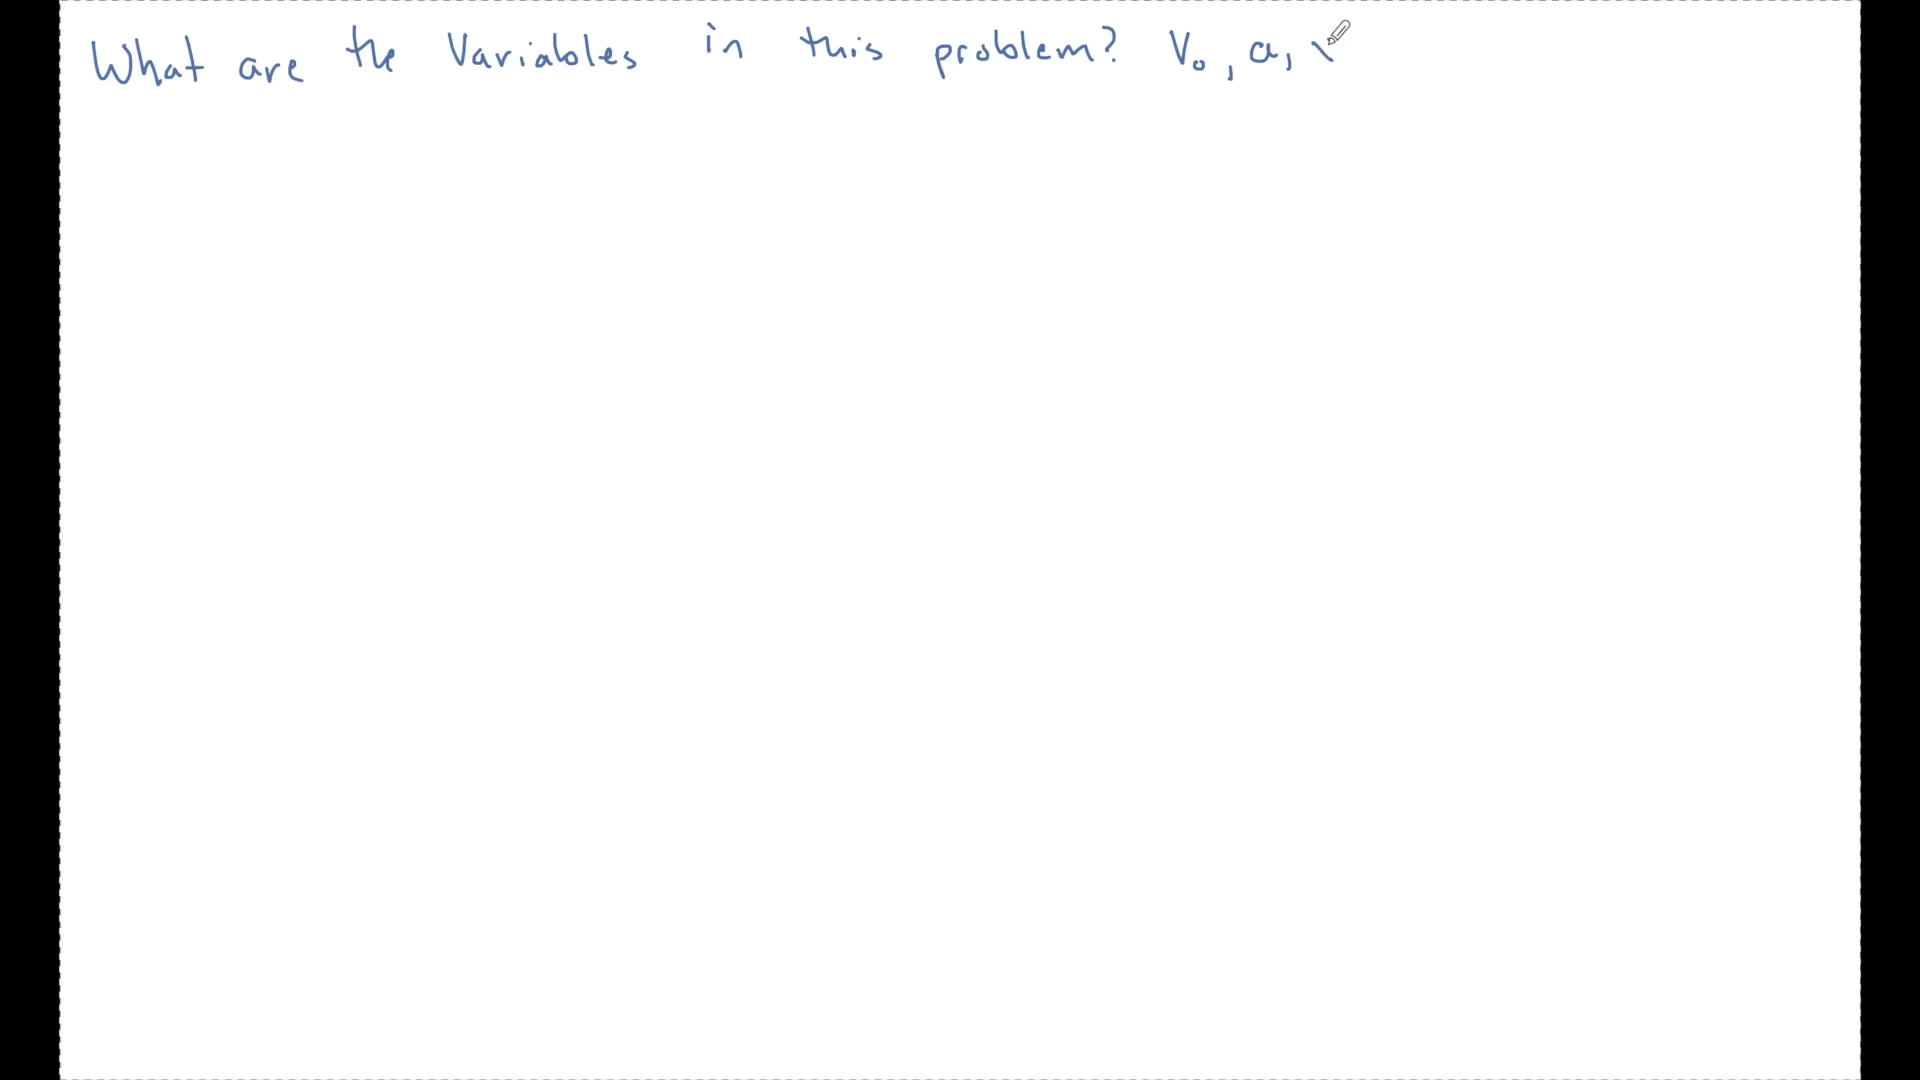 What are the Variables in this problem? V₀, a,